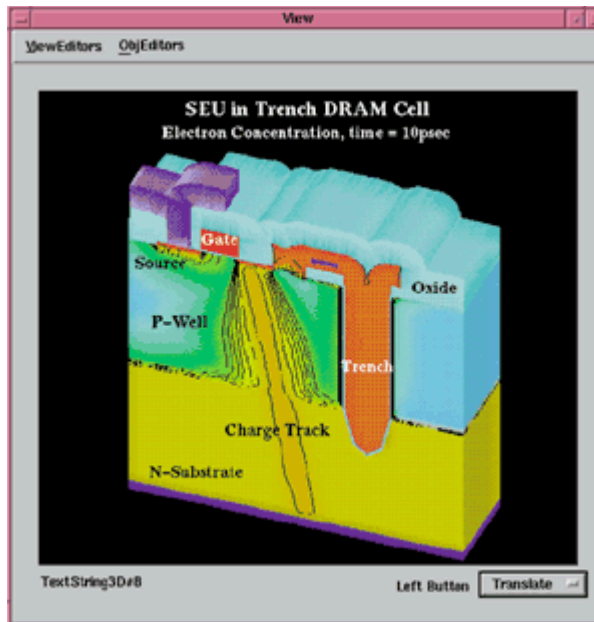 View
ViewEditors ObjEditors
SEU in Trench DRAM Cell
Electron Concentration, time = 10psec
Gate
Source
Oxide
P-Well
Trench
Charge Track
N-Substrate
TextString3D#8
Left Button Translate